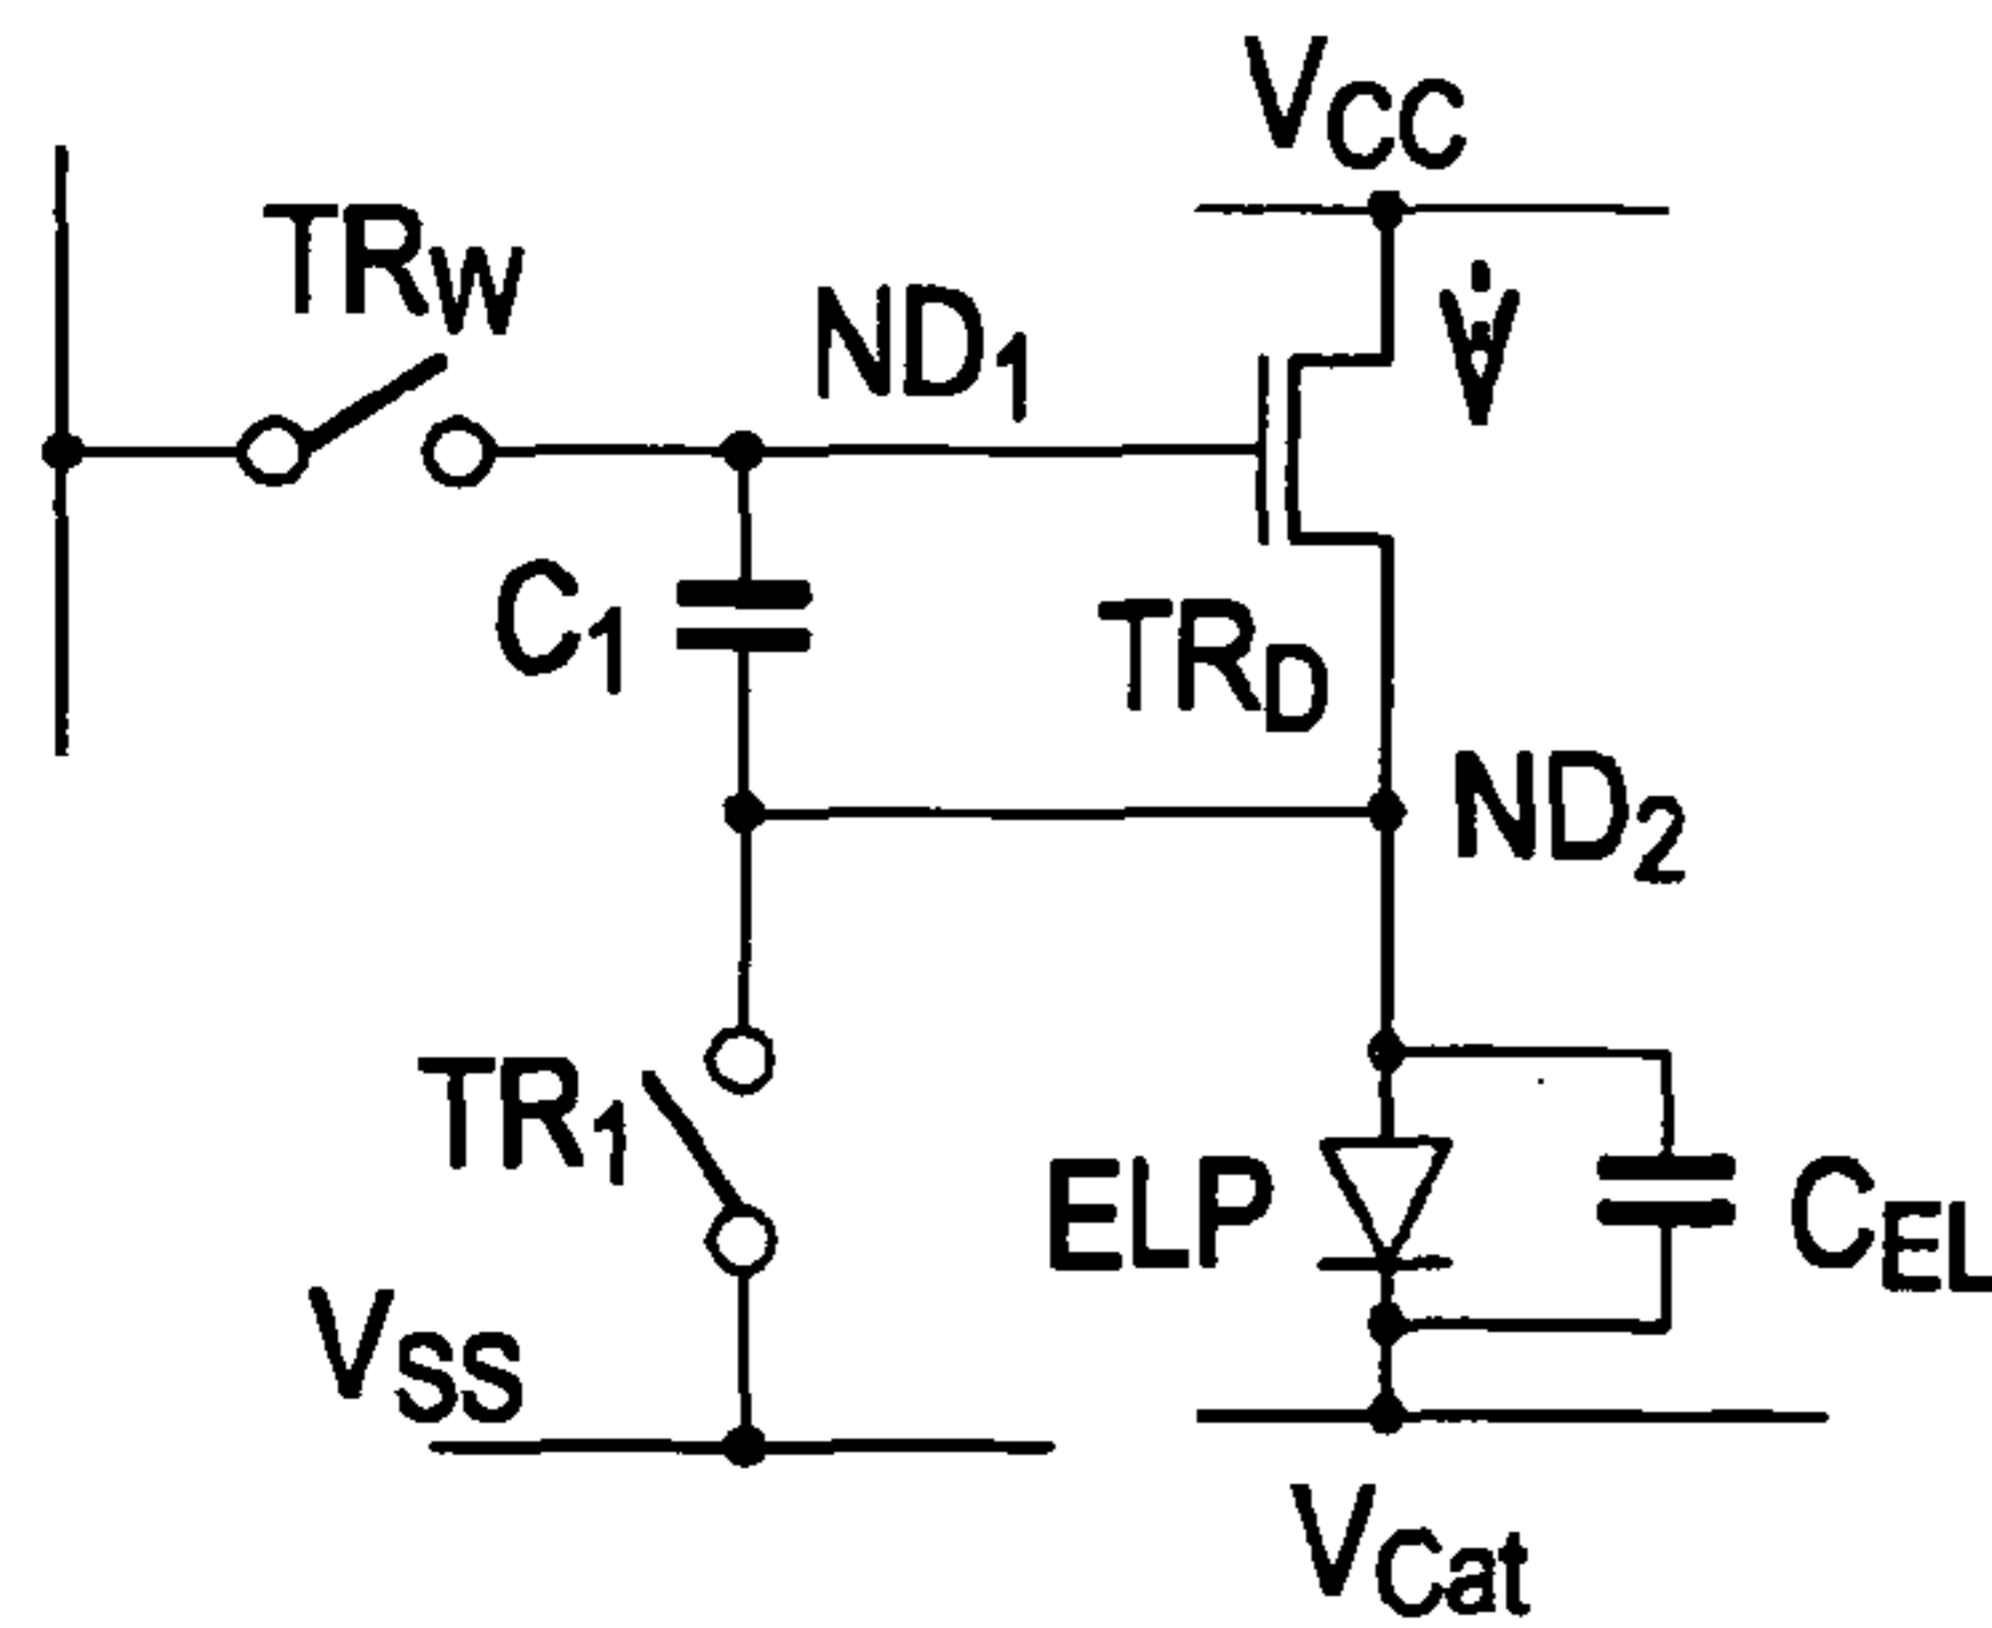 VCC
TRW
ND1
C1
TRD
ND2
TR1
ELP
CEL
VSS
VCat